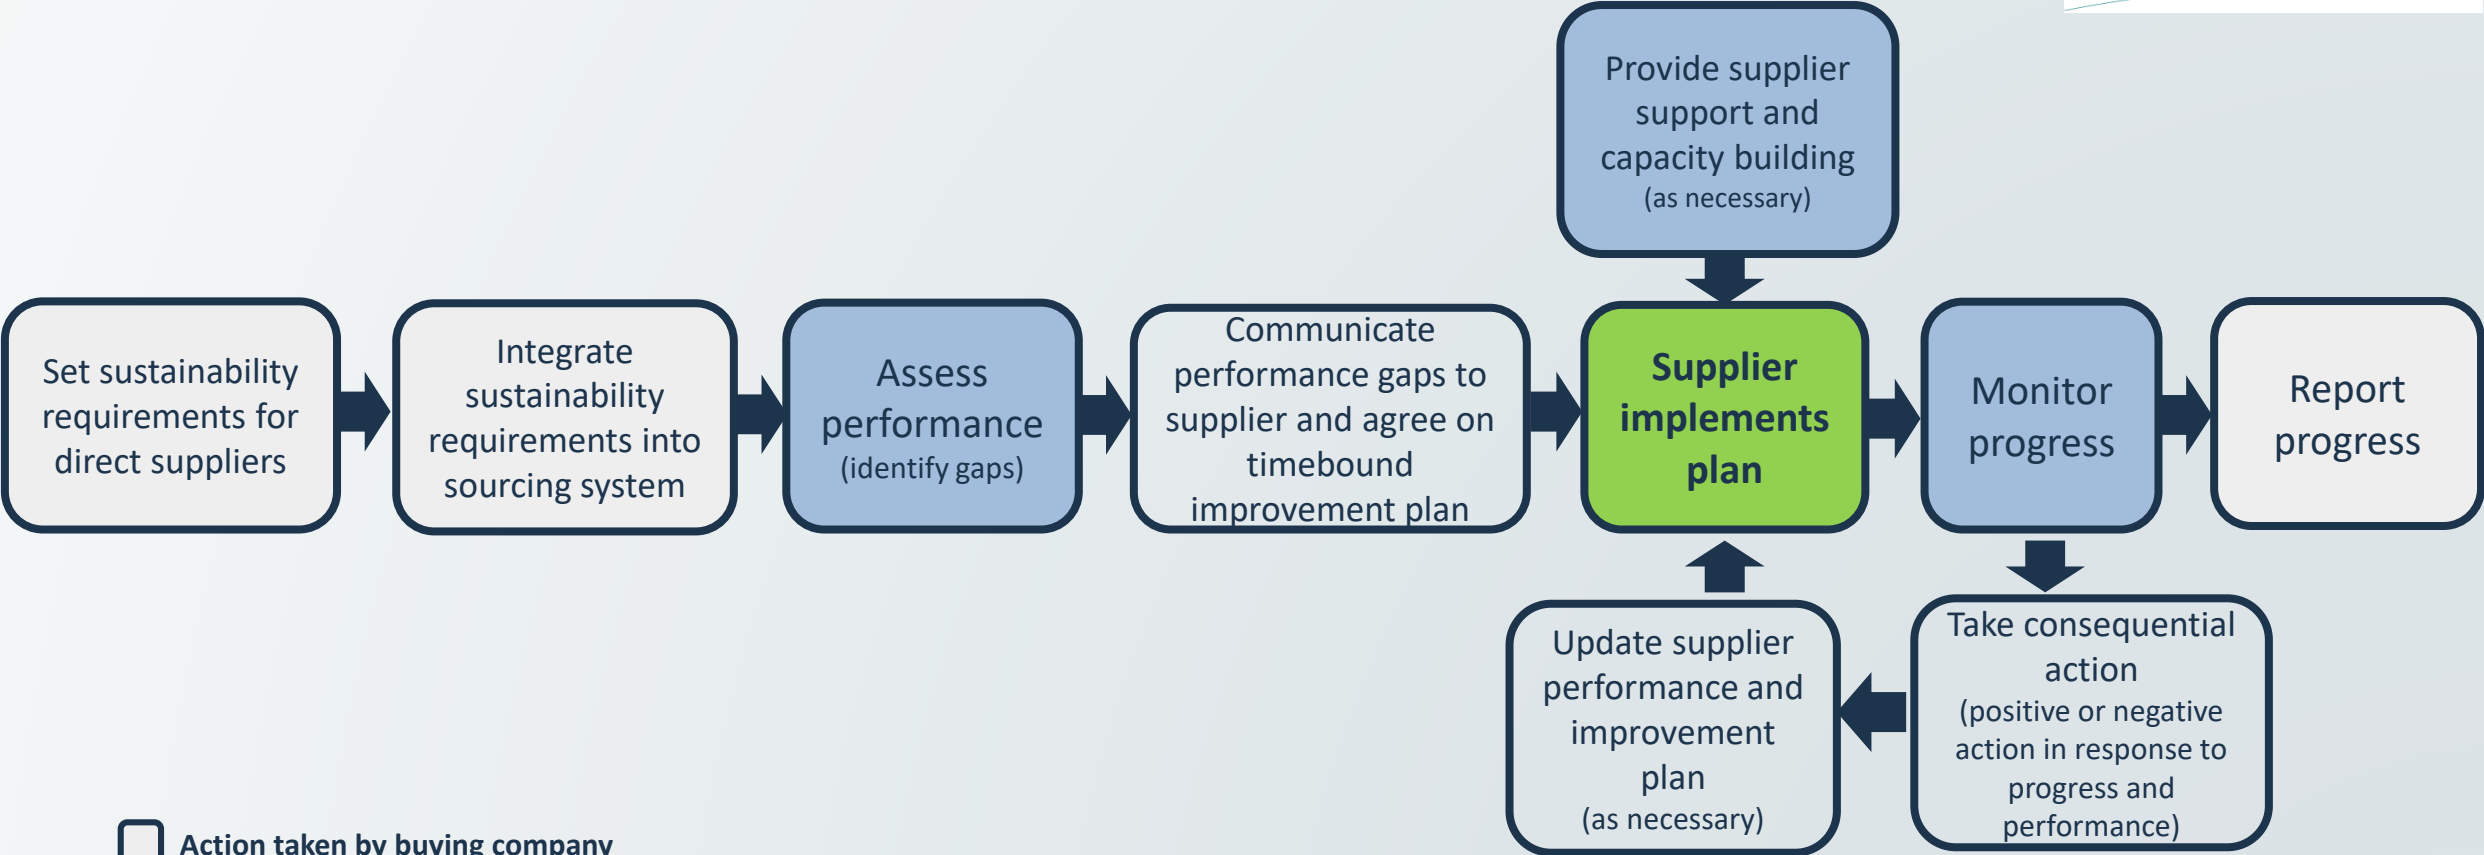 Provide supplier
support and
capacity building
(as necessary)
Set sustainability
requirements for
direct suppliers
Integrate
sustainability
requirements into
sourcing system
Assess
performance
(identify gaps)
Communicate
performance gaps to
supplier and agree on
timebound
improvement plan
Supplier
implements
plan
Monitor
progress
Report
progress
Update supplier
performance and
improvement
plan
(as necessary)
Take consequential
action
(positive or negative
action in response to
progress and
performance)
Action taken by buying company